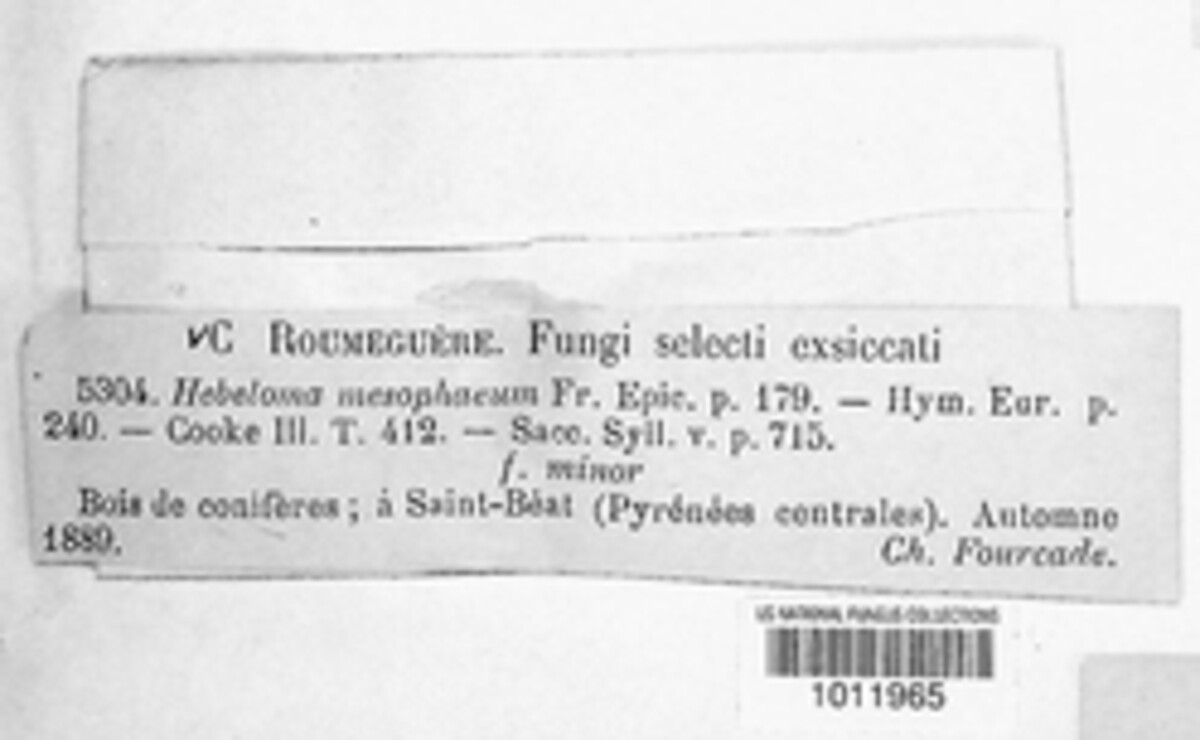 C ROUMEGUÈRE. Fungi selecti exsiccati
5304. Hebeloma mesophaeum Fr. Epic. p. 179. — Hym. Eur. p.
240. — Cooke Ill. T. 412. — Sacc. Syll. v. p. 715.
f. minor
Bois de conifères ; à Saint-Béat (Pyrénées centrales). Automne
1889.
Ch. Fourcade.
US NATIONAL FUNGUS COLLECTIONS
1011965